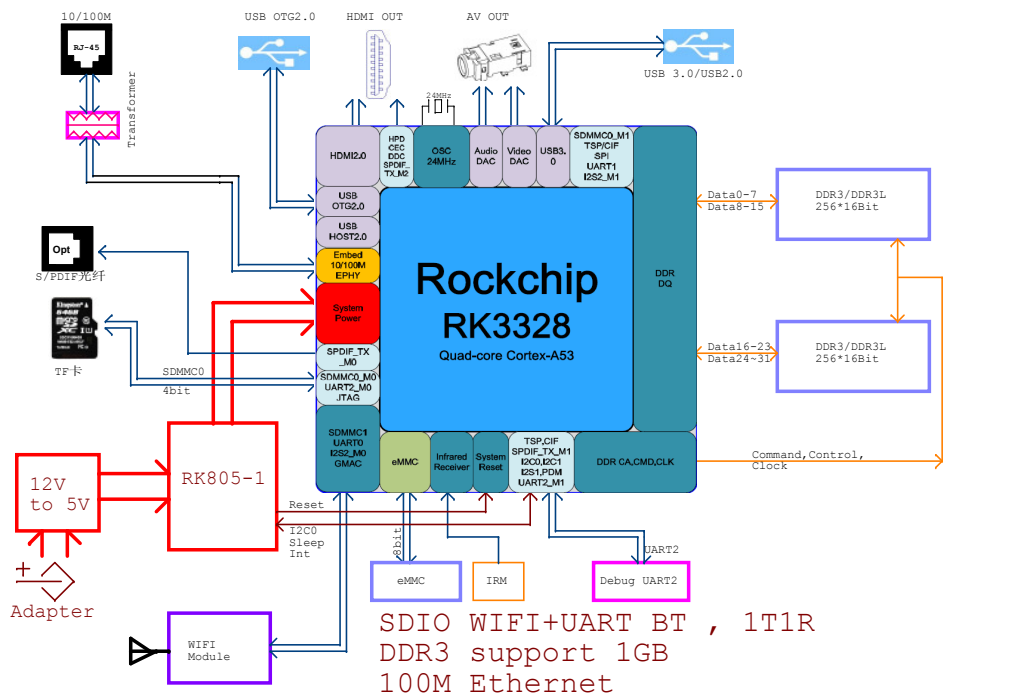 10/100M
USB OTG2.0
HDMI OUT
AV OUT
RJ-45
USB 3.0/USB2.0
Transformer
24MHz
HDMI2.0
HPD
CEC
DDC
SPDIF_
TX_M2
OSC
24MHz
Audio
DAC
Video
DAC
USB3.
0
SDMMC0_M1
TSP/CIF
SPI
UART1
I2S2_M1
USB
OTG2.0
USB
HOST2.0
Embed
10/100M
EPHY
System
Power
SPDIF_TX
_M0
SDMMC0_M0
UART2_M0
JTAG
SDMMC1
UART0
I2S2_M0
GMAC
Rockchip
RK3328
Quad-core Cortex-A53
DDR
DQ
Data0-7
Data8-15
DDR3/DDR3L
256*16Bit
Data16-23
Data24~31
DDR3/DDR3L
256*16Bit
Opt
S/PDIF光纤
Kingston
64GB
micro
XC I
TF卡
SDMMC0
4bit
eMMC
Infrared
Receiver
System
Reset
TSP,CIF
SPDIF_TX_M1
I2C0,I2C1
I2S1,PDM
UART2_M1
DDR CA,CMD,CLK
Command,Control,
Clock
12V
to 5V
RK805-1
Reset
I2C0
Sleep
Int
8bit
UART2
+
Adapter
eMMC
IRM
Debug UART2
WIFI
Module
SDIO WIFI+UART BT , 1T1R
DDR3 support 1GB
100M Ethernet